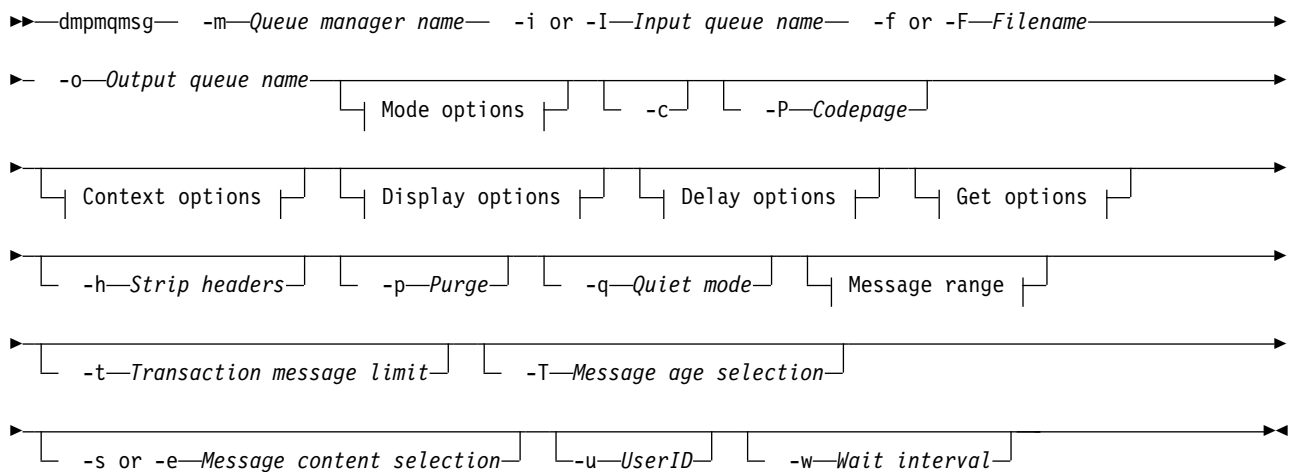 dmpmqmsg -m Queue manager name -i or -I Input queue name -f or -F Filename
-o Output queue name
Mode options -c -P Codepage
Context options Display options Delay options Get options
-h Strip headers -p Purge -q Quiet mode Message range
-t Transaction message limit -T Message age selection
-s or -e Message content selection -u UserID -w Wait interval